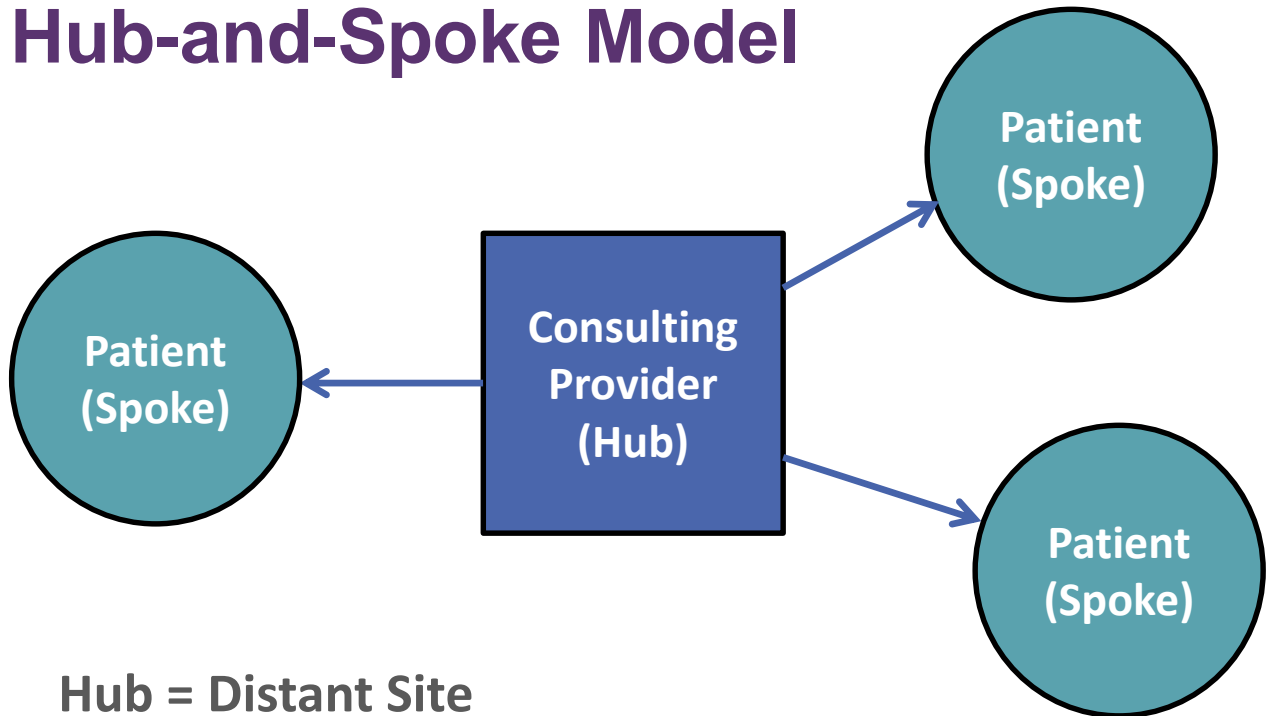 Hub-and-Spoke Model
Patient
(Spoke)
Patient
(Spoke)
Consulting
Provider
(Hub)
Patient
(Spoke)
Hub = Distant Site